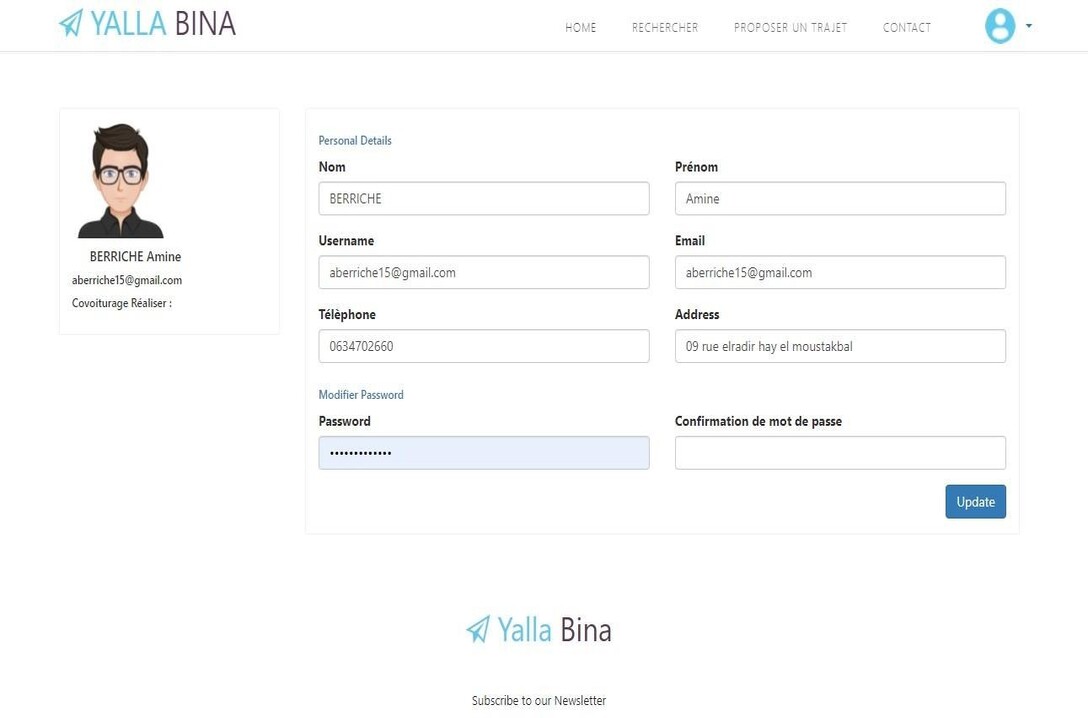 YALLA BINA
HOME RECHERCHER PROPOSER UN TRAJET CONTACT
BERRICHE Amine
aberriche15@gmail.com
Covoiturage Réaliser :
Personal Details
Nom Prénom
BERRICHE Amine
Username Email
aberriche15@gmail.com aberriche15@gmail.com
Télèphone Address
0634702660 09 rue elradir hay el moustakbal
Modifier Password
Password Confirmation de mot de passe
•••••••••••••
Update
Yalla Bina
Subscribe to our Newsletter